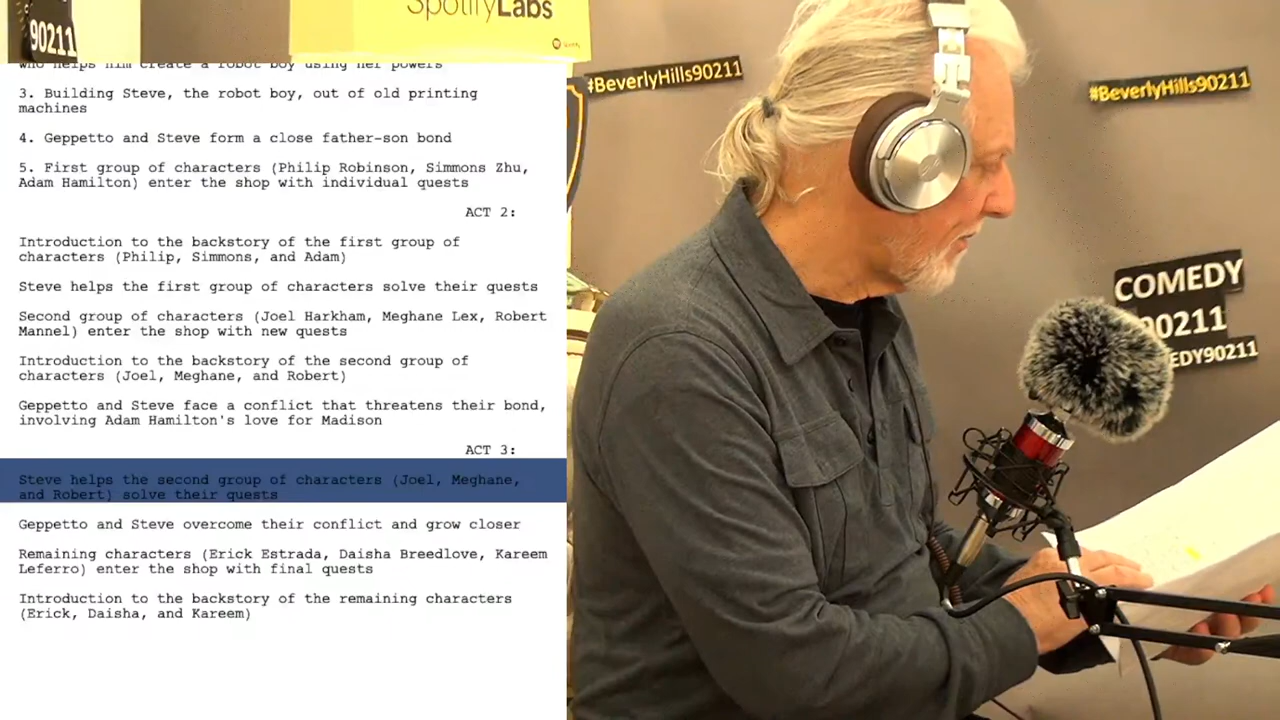 90211
SpotifyLabs
who helps him create a robot boy using her powers
3. Building Steve, the robot boy, out of old printing
machines
4. Geppetto and Steve form a close father-son bond
5. First group of characters (Philip Robinson, Simmons Zhu,
Adam Hamilton) enter the shop with individual quests
ACT 2:
Introduction to the backstory of the first group of
characters (Philip, Simmons, and Adam)
Steve helps the first group of characters solve their quests
Second group of characters (Joel Harkham, Meghane Lex, Robert
Mannel) enter the shop with new quests
Introduction to the backstory of the second group of
characters (Joel, Meghane, and Robert)
Geppetto and Steve face a conflict that threatens their bond,
involving Adam Hamilton's love for Madison
ACT 3:
Steve helps the second group of characters (Joel, Meghane,
and Robert) solve their quests
Geppetto and Steve overcome their conflict and grow closer
Remaining characters (Erick Estrada, Daisha Breedlove, Kareem
Leferro) enter the shop with final quests
Introduction to the backstory of the remaining characters
(Erick, Daisha, and Kareem)
#BeverlyHills90211
#BeverlyHills90211
COMEDY
90211
EDY90211